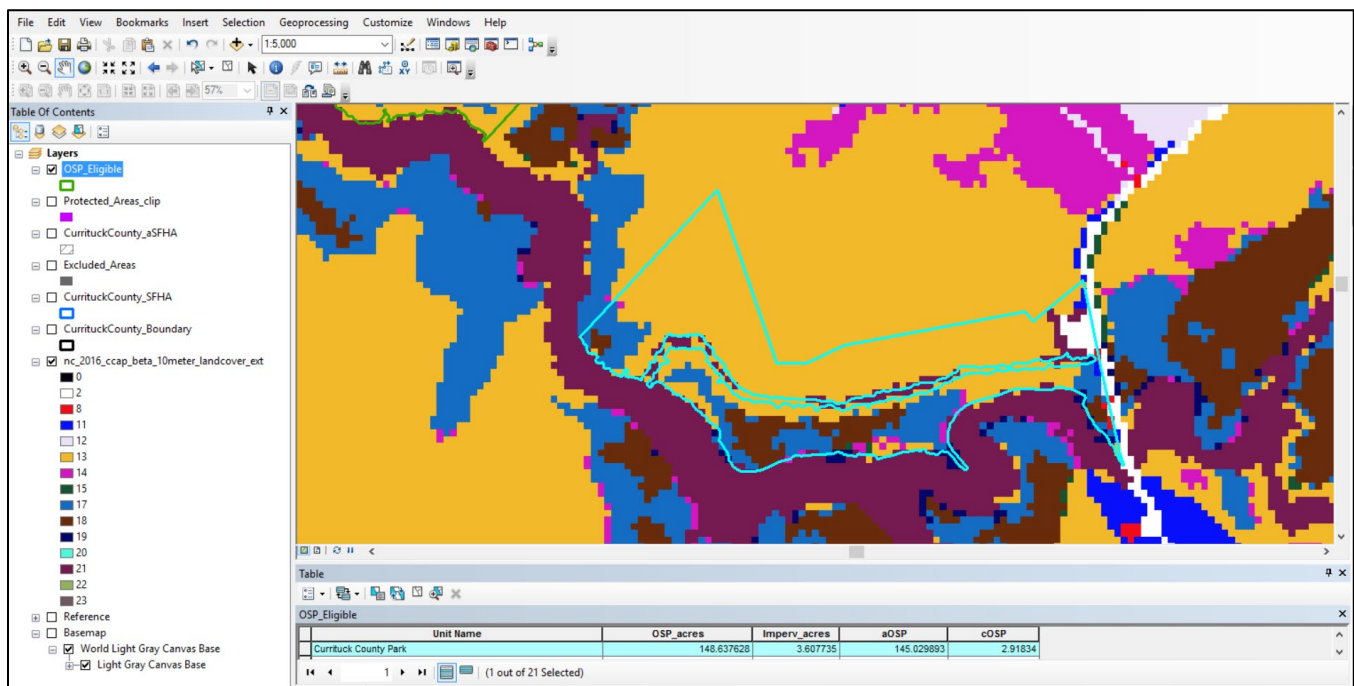 File Edit View Bookmarks Insert Selection Geoprocessing Customize Windows Help
1:5,000
57%
Table Of Contents
Layers
OSP_Eligible
Protected_Areas_clip
CurrituckCounty_aSFHA
Excluded_Areas
CurrituckCounty_SFHA
CurrituckCounty_Boundary
nc_2016_ccap_beta_10meter_landcover_ext
0
2
8
11
12
13
14
15
17
18
19
20
21
22
23
Reference
Basemap
World Light Gray Canvas Base
Light Gray Canvas Base
Table
OSP_Eligible
Unit Name OSP_acres Imperv_acres aOSP cOSP
Currituck County Park 148.637628 3.607735 145.029893 2.91834
1 (1 out of 21 Selected)